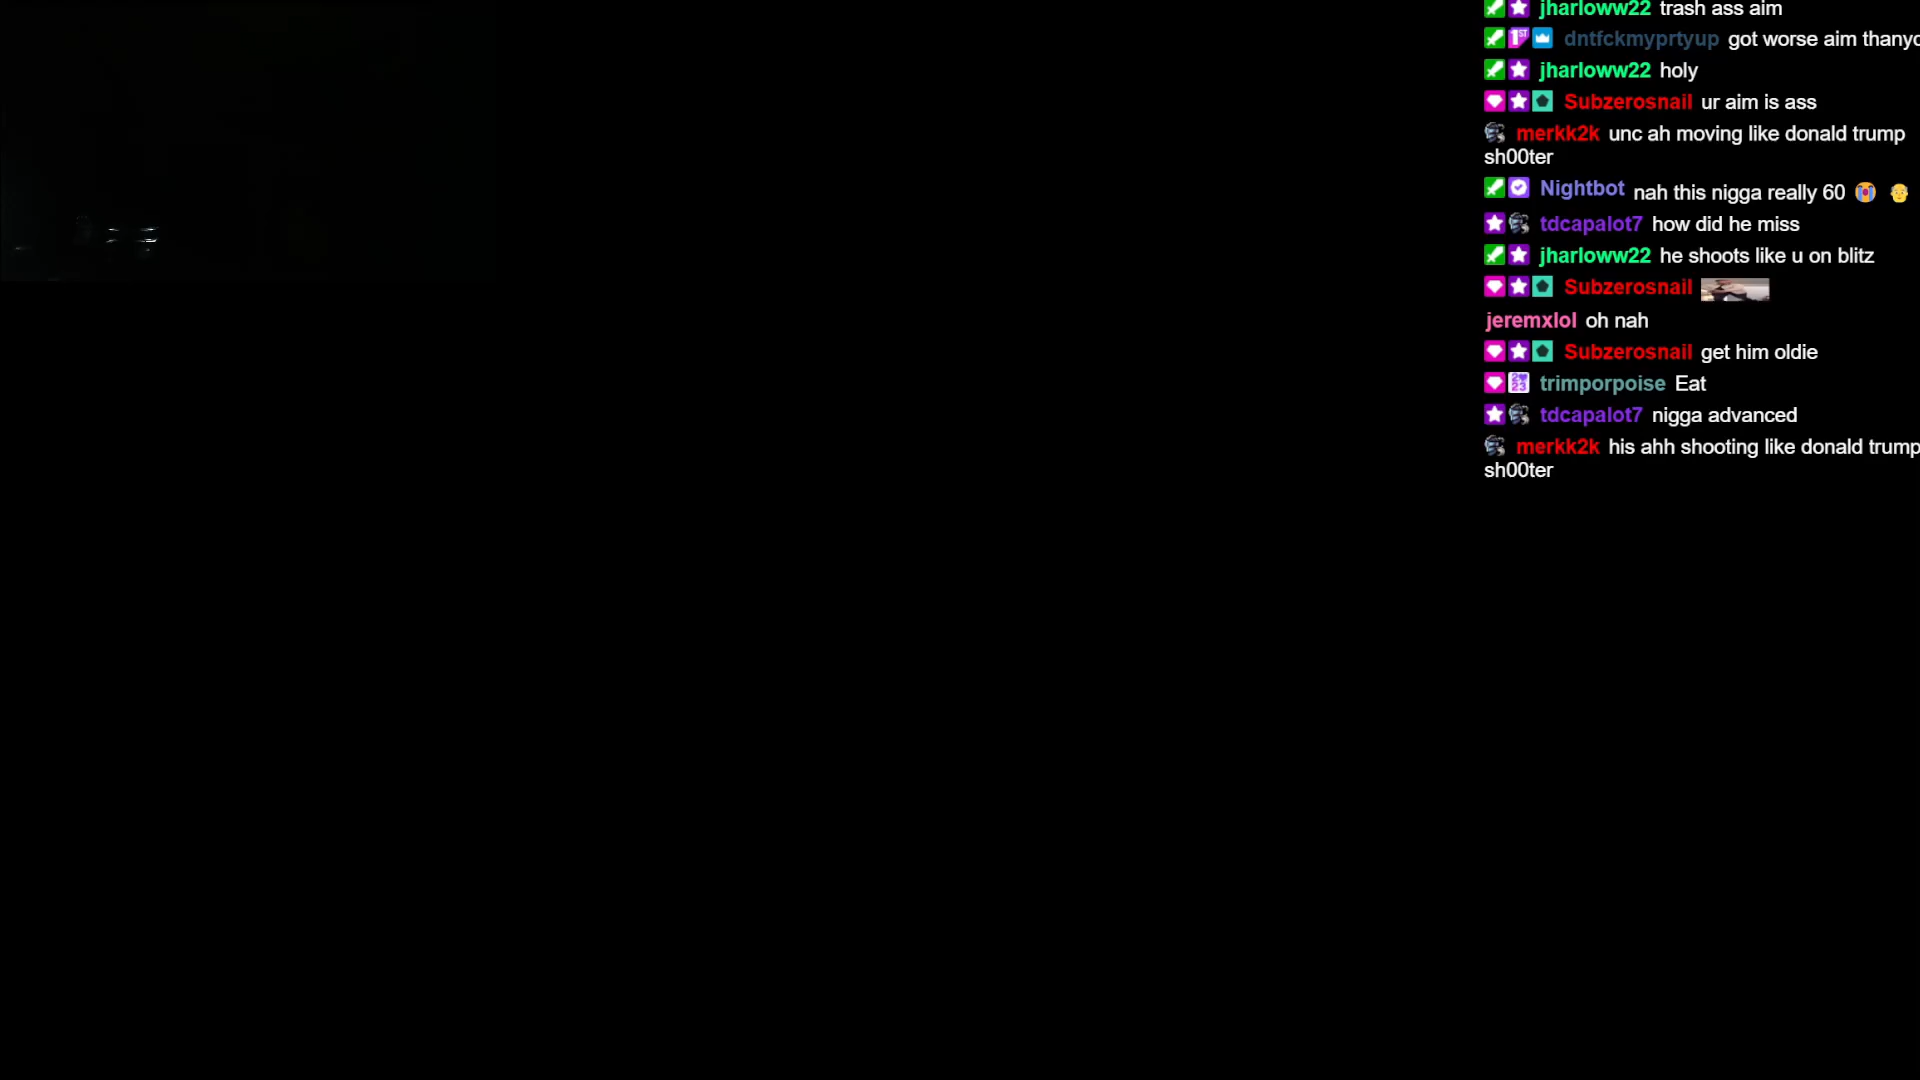 jharloww22 trash ass aim
dntfckmyprtyup got worse aim
jharloww22 holy
Subzerosnail ur aim is ass
merkk2k unc ah moving like donald trump
sh00ter
Nightbot nah this nigga really 60 😭 👴
tdcapalot7 how did he miss
jharloww22 he shoots like u on blitz
Subzerosnail
jeremxlol oh nah
Subzerosnail get him oldie
trimporpoise Eat
tdcapalot7 nigga advanced
merkk2k his ahh shooting like donald trump
sh00ter